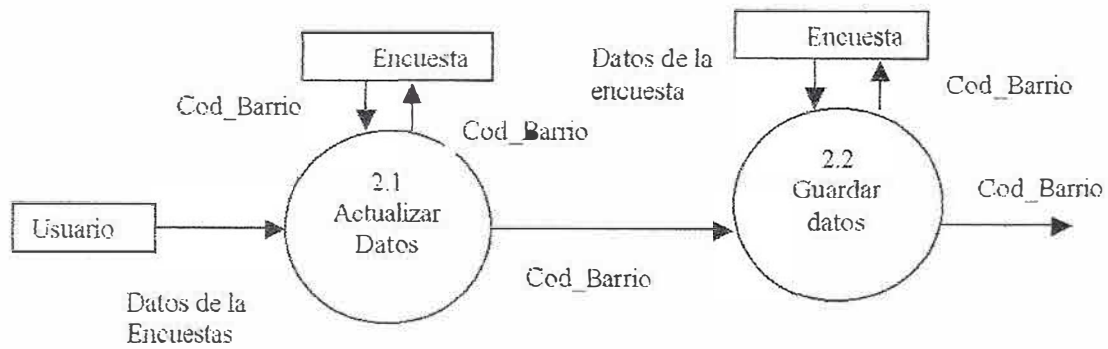 Encuesta
Cod_Barrio
Cod_Barrio
2.1
Actualizar
Datos
Usuario
Datos de la
Encuestas
Cod_Barrio
Encuesta
Datos de la
encuesta
Cod_Barrio
2.2
Guardar
datos
Cod_Barrio